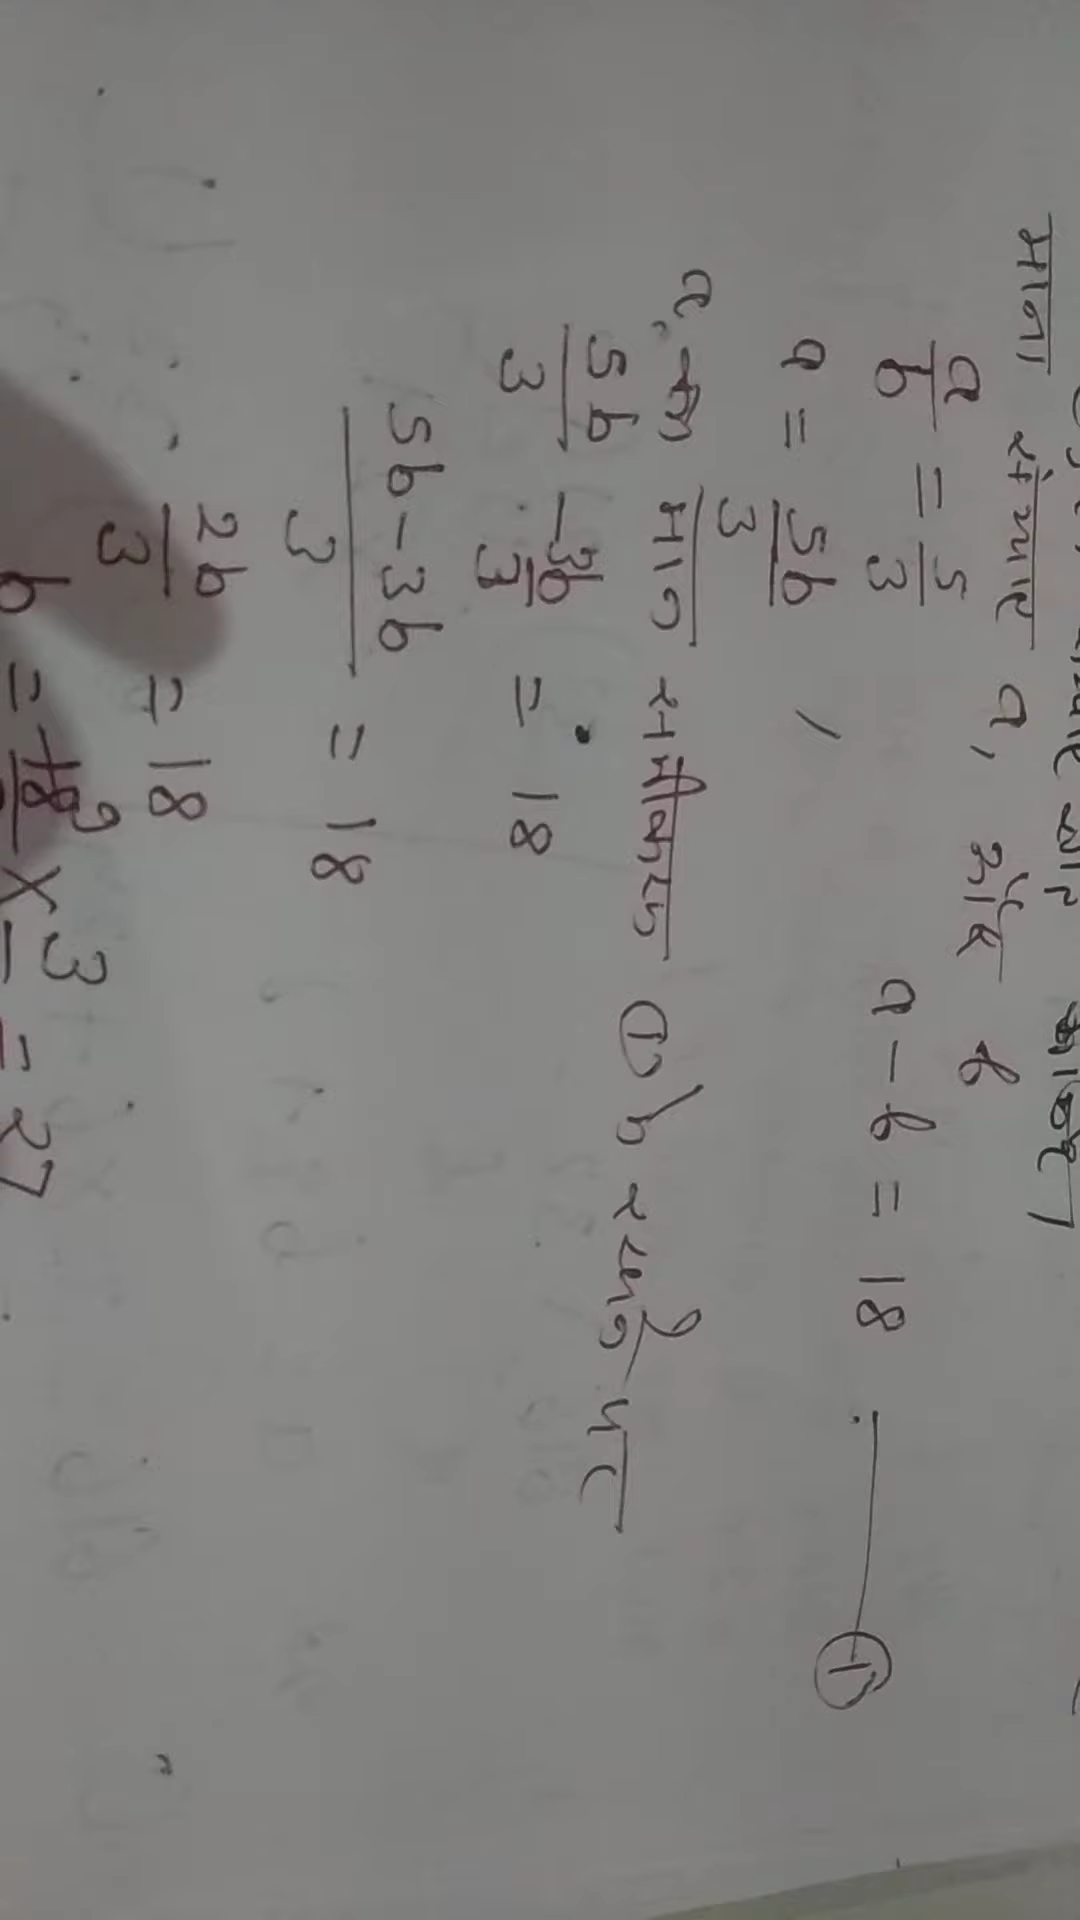 माना संख्याएं a, और b
a/b = 5/3 a - b = 18 ——— ①
a = 5b/3,
a, का मान समीकरण ① में रखने पर
5b/3 - 3b/3 = 18
5b - 3b/3 = 18
2b/3 = 18
b = 18 9 × 3 = 27